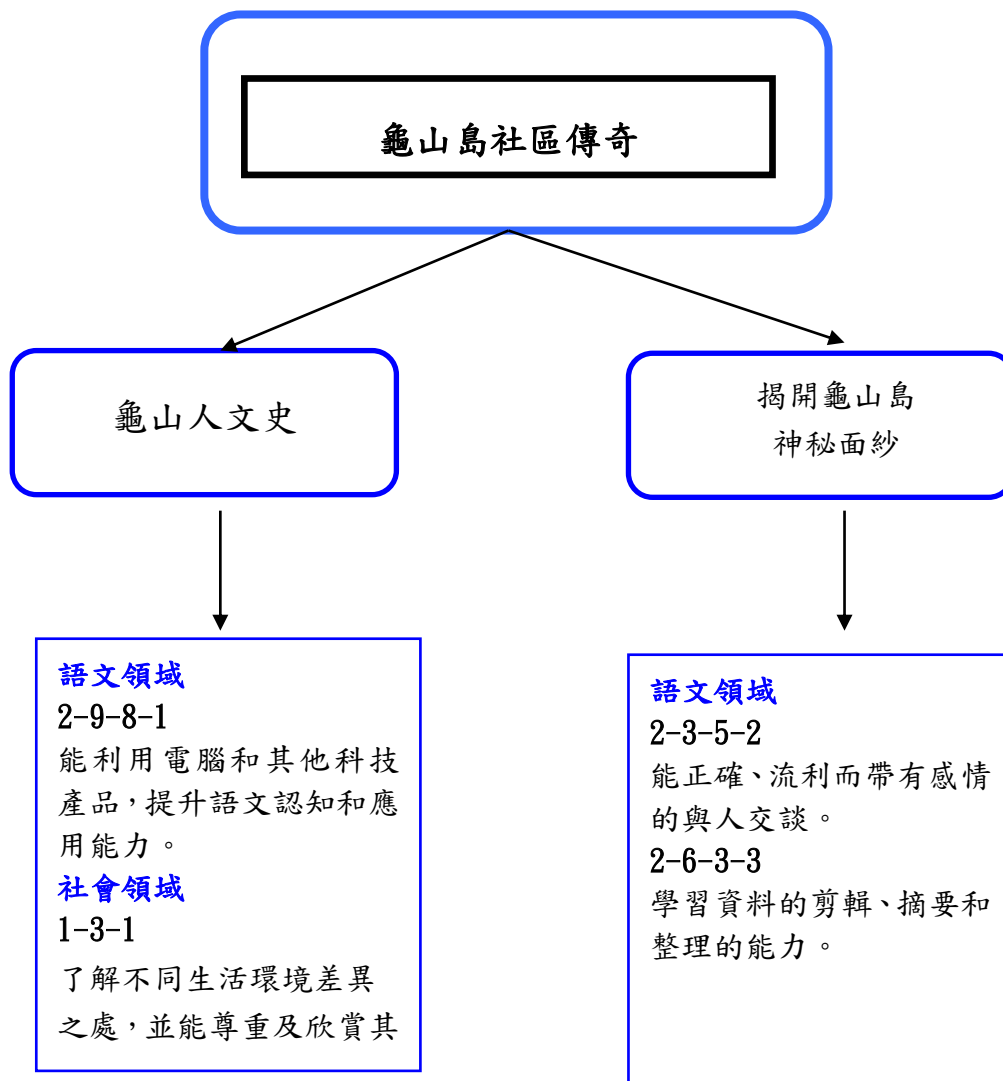 龜山島社區傳奇
龜山人文史
揭開龜山島
神秘面紗
語文領域
2-9-8-1
能利用電腦和其他科技
產品，提升語文認知和應
用能力。
社會領域
1-3-1
了解不同生活環境差異
之處，並能尊重及欣賞其
語文領域
2-3-5-2
能正確、流利而帶有感情
的與人交談。
2-6-3-3
學習資料的剪輯、摘要和
整理的能力。